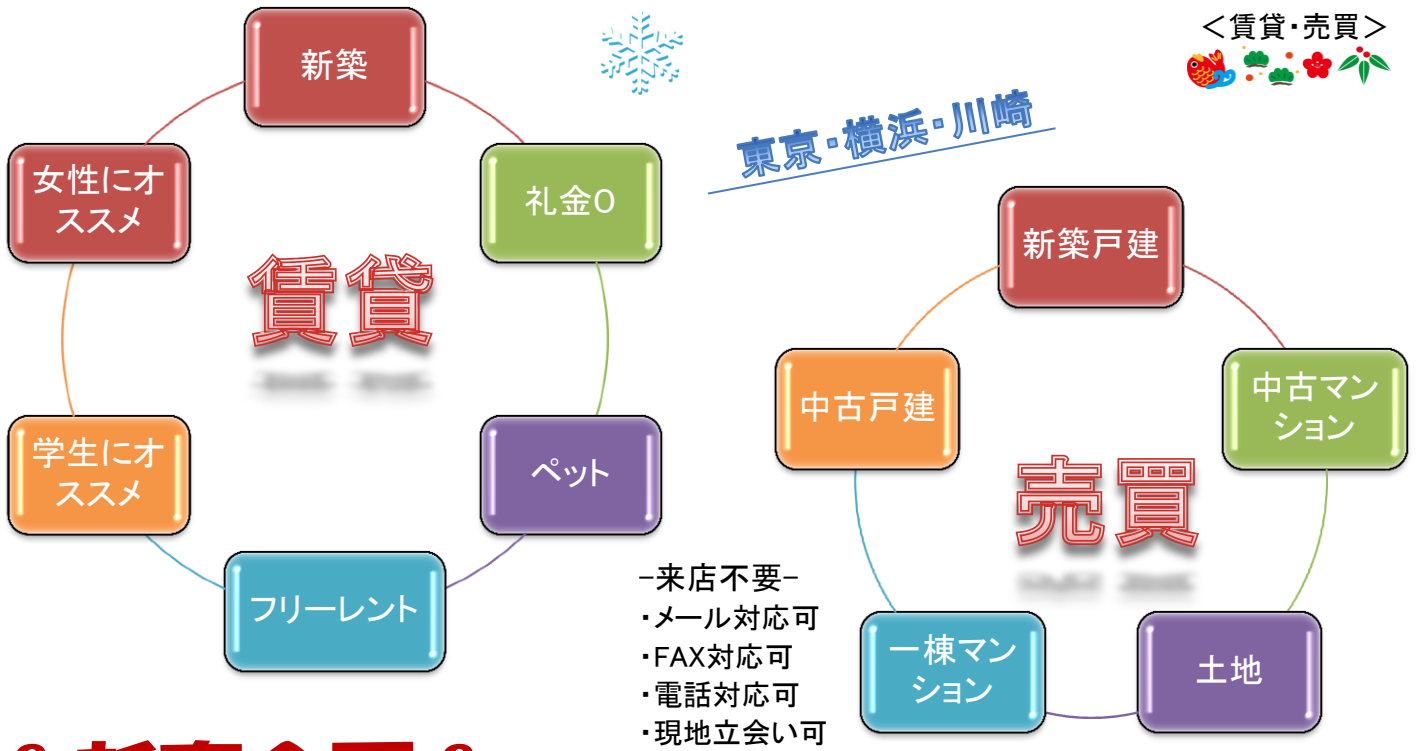 <賃貸・売買>
東京・横浜・川崎
賃貸
新築
礼金0
ペット
フリーレント
学生にオ
ススメ
女性にオ
ススメ
売買
新築戸建
中古マン
ション
土地
一棟マン
ション
中古戸建
-来店不要-
・メール対応可
・FAX対応可
・電話対応可
・現地立会い可